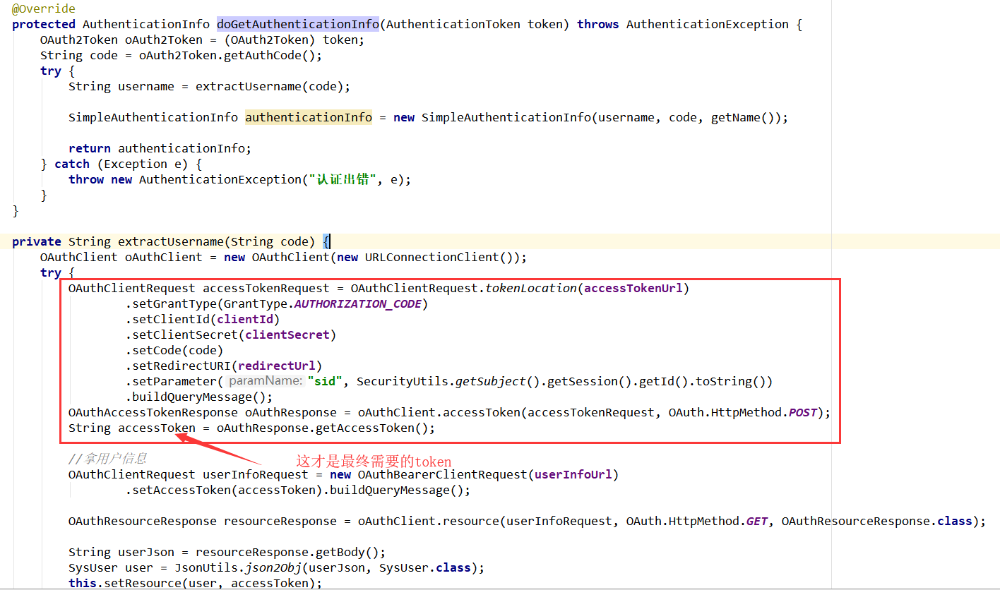 @Override
protected AuthenticationInfo doGetAuthenticationInfo(AuthenticationToken token) throws AuthenticationException {
    OAuth2Token oAuth2Token = (OAuth2Token) token;
    String code = oAuth2Token.getAuthCode();
    try {
        String username = extractUsername(code);

        SimpleAuthenticationInfo authenticationInfo = new SimpleAuthenticationInfo(username, code, getName());

        return authenticationInfo;
    } catch (Exception e) {
        throw new AuthenticationException("认证出错", e);
    }
}

private String extractUsername(String code) {
    OAuthClient oAuthClient = new OAuthClient(new URLConnectionClient());
    try {
        OAuthClientRequest accessTokenRequest = OAuthClientRequest.tokenLocation(accessTokenUrl)
                .setGrantType(GrantType.AUTHORIZATION_CODE)
                .setClientId(clientId)
                .setClientSecret(clientSecret)
                .setCode(code)
                .setRedirectURI(redirectUrl)
                .setParameter( paramName: "sid", SecurityUtils.getSubject().getSession().getId().toString())
                .buildQueryMessage();
        OAuthAccessTokenResponse oAuthResponse = oAuthClient.accessToken(accessTokenRequest, OAuth.HttpMethod.POST);
        String accessToken = oAuthResponse.getAccessToken();

        //拿用户信息
        这才是最终需要的token
        OAuthClientRequest userInfoRequest = new OAuthBearerClientRequest(userInfoUrl)
                .setAccessToken(accessToken).buildQueryMessage();

        OAuthResourceResponse resourceResponse = oAuthClient.resource(userInfoRequest, OAuth.HttpMethod.GET, OAuthResourceResponse.class);

        String userJson = resourceResponse.getBody();
        SysUser user = JsonUtils.json2Obj(userJson, SysUser.class);
        this.setResource(user, accessToken);